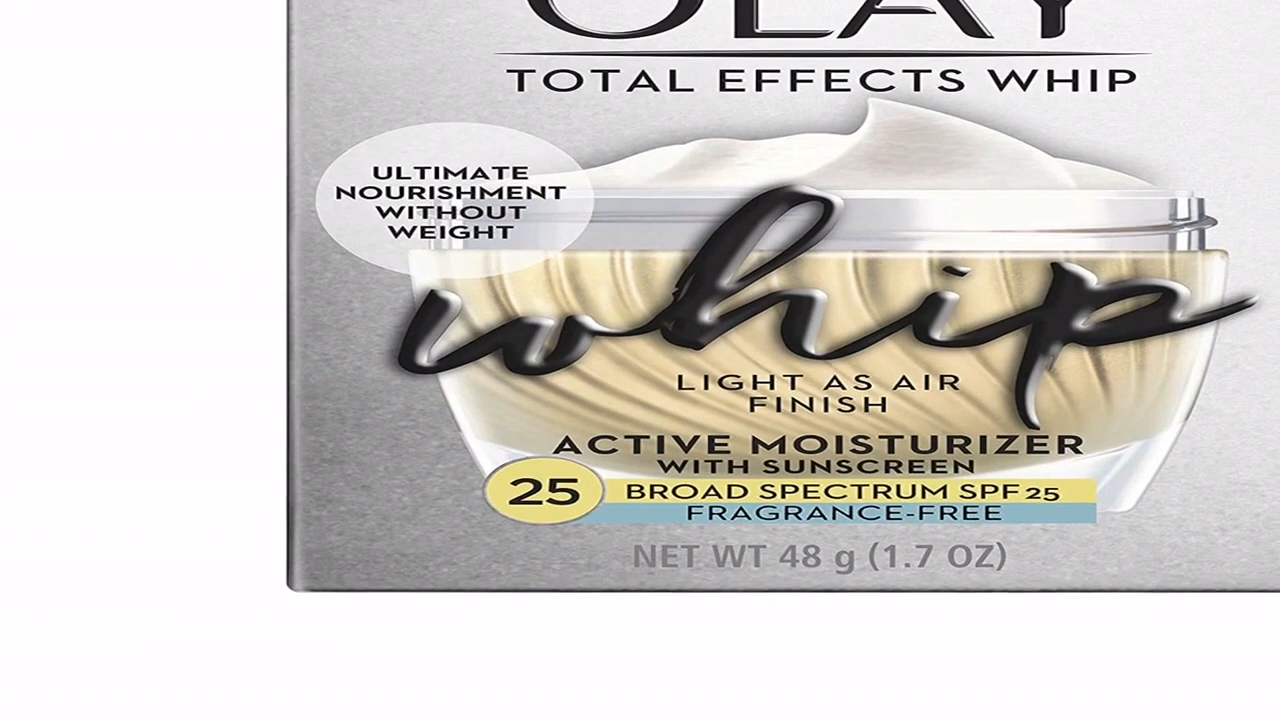 OLAY
TOTAL EFFECTS WHIP
ULTIMATE
NOURISHMENT
WITHOUT
WEIGHT
whip
LIGHT AS AIR
FINISH
ACTIVE MOISTURIZER
WITH SUNSCREEN
25
BROAD SPECTRUM SPF 25
FRAGRANCE-FREE
NET WT 48 g (1.7 OZ)